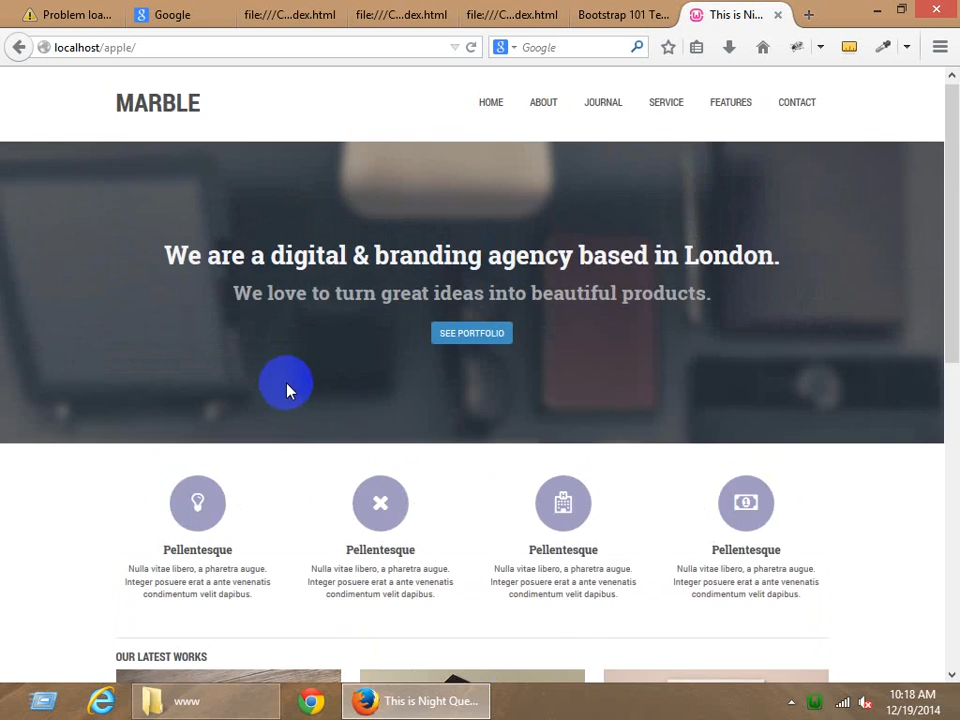 Problem loa...
Google
file:///C...dex.html
file:///C...dex.html
file:///C...dex.html
Bootstrap 101 Te...
This is Ni...
localhost/apple/
Google
MARBLE
HOME
ABOUT
JOURNAL
SERVICE
FEATURES
CONTACT
We are a digital & branding agency based in London.
We love to turn great ideas into beautiful products.
SEE PORTFOLIO
Pellentesque
Nulla vitae libero, a pharetra augue.
Integer posuere erat a ante venenatis
condimentum velit dapibus.
Pellentesque
Nulla vitae libero, a pharetra augue.
Integer posuere erat a ante venenatis
condimentum velit dapibus.
Pellentesque
Nulla vitae libero, a pharetra augue.
Integer posuere erat a ante venenatis
condimentum velit dapibus.
Pellentesque
Nulla vitae libero, a pharetra augue.
Integer posuere erat a ante venenatis
condimentum velit dapibus.
OUR LATEST WORKS
www
This is Night Que...
10:18 AM
12/19/2014